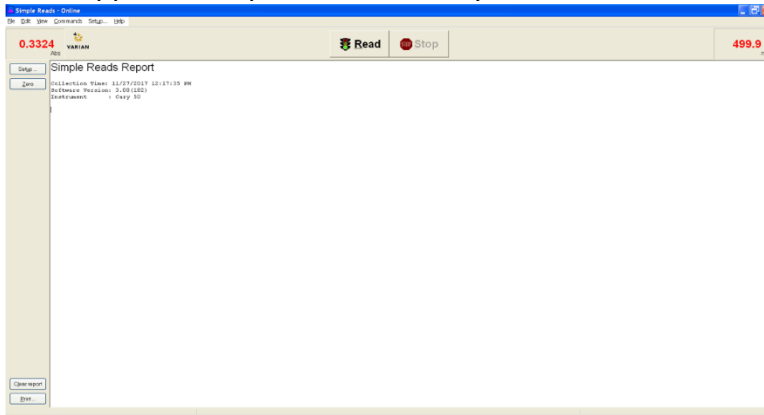 Simple Reads - Online
File Edit View Commands Setup... Help
0.3324
Abs
VARIAN
Read
Stop
499.9
Setup...
Zero
Simple Reads Report
Collection Time: 11/27/2017 12:17:35 PM
Software Version: 3.00(182)
Instrument : Cary 50
Clear report
Print...